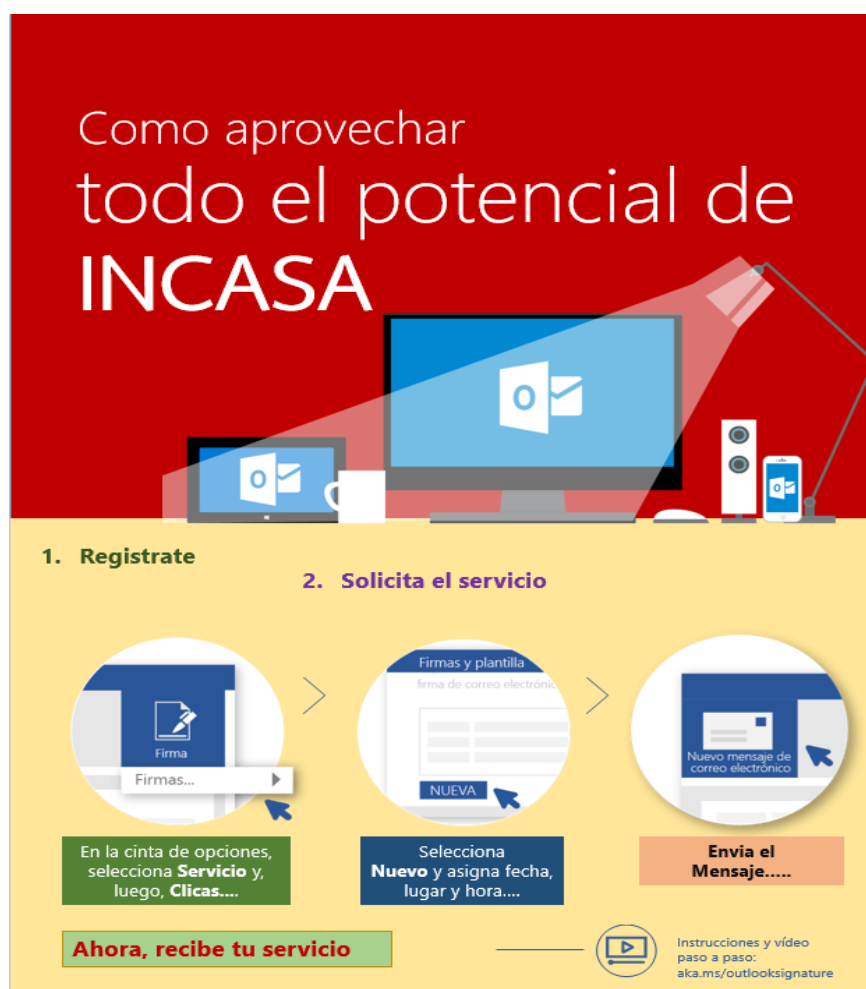 Como aprovechar
todo el potencial de
INCASA
1. Registrate
2. Solicita el servicio
Firma
Firmas...
Firmas y plantilla
firma de correo electrónic
NUEVA
Nuevo mensaje de
correo electrónico
En la cinta de opciones,
selecciona Servicio y,
luego, Clicas....
Selecciona
Nuevo y asigna fecha,
lugar y hora....
Envia el
Mensaje.....
Ahora, recibe tu servicio
Instrucciones y vídeo
paso a paso:
aka.ms/outlooksignature